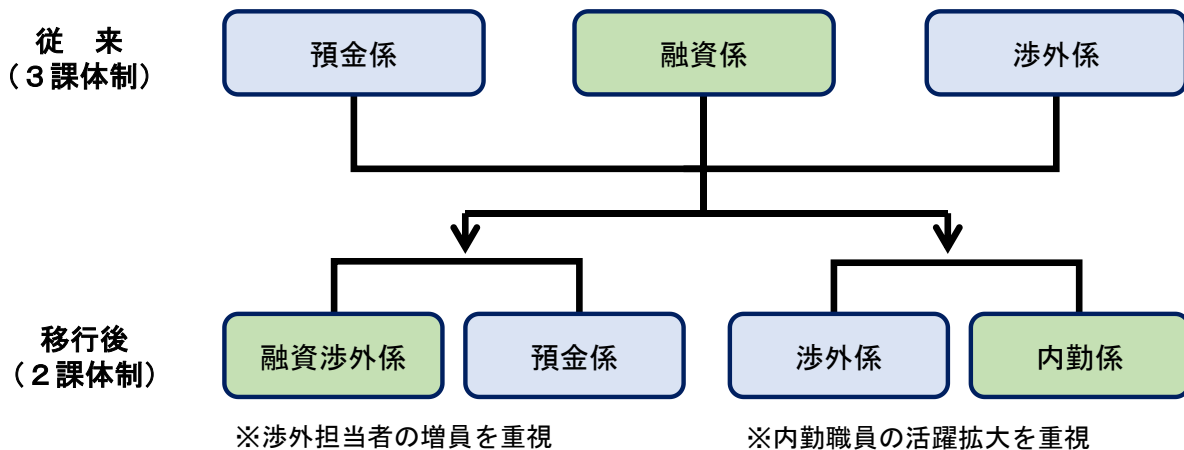 従　来
（３課体制）
預金係
融資係
渉外係
移行後
（２課体制）
融資渉外係
預金係
渉外係
内勤係
※渉外担当者の増員を重視
※内勤職員の活躍拡大を重視